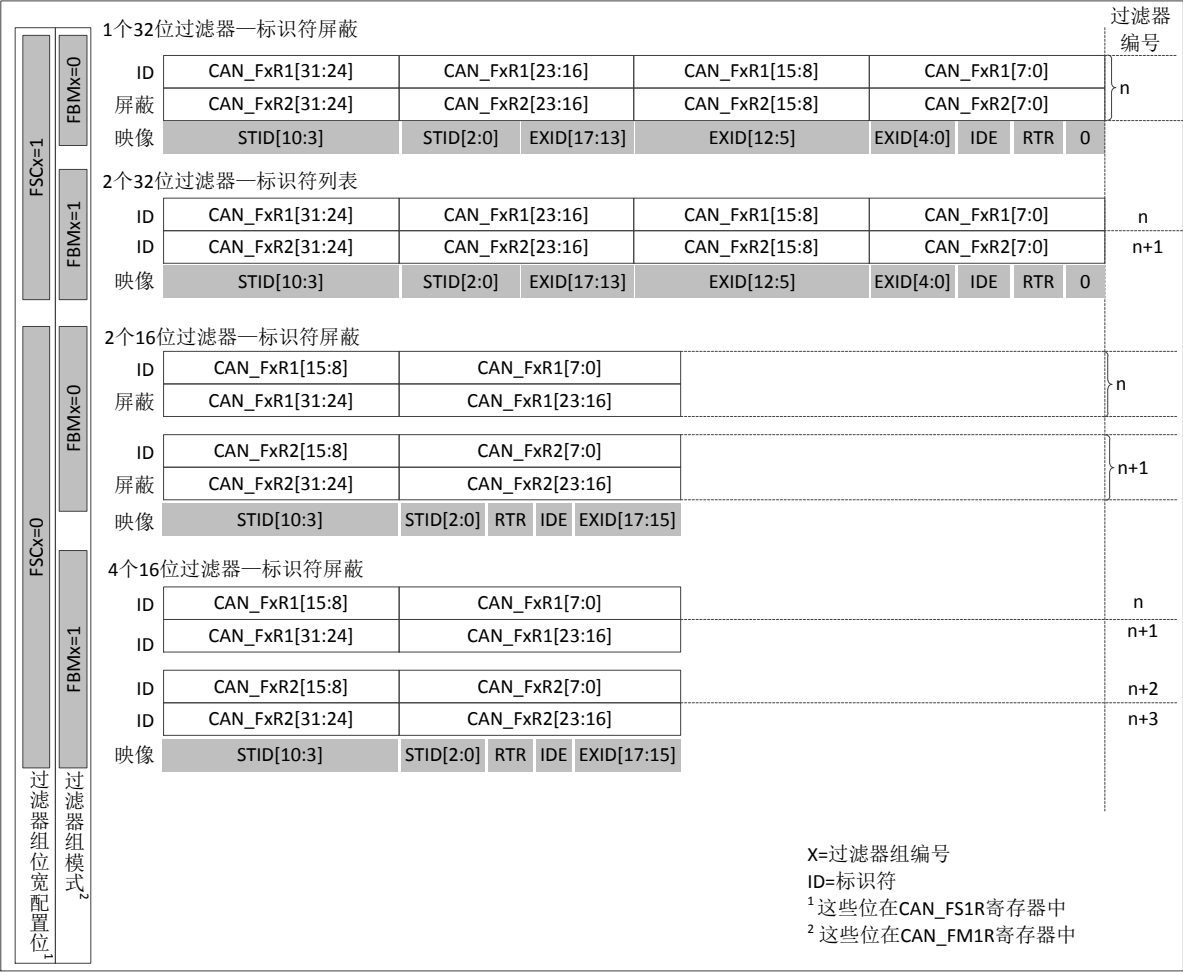 过滤器
编号
1个32位过滤器—标识符屏蔽
ID CAN_FxR1[31:24] CAN_FxR1[23:16] CAN_FxR1[15:8] CAN_FxR1[7:0] n
屏蔽 CAN_FxR2[31:24] CAN_FxR2[23:16] CAN_FxR2[15:8] CAN_FxR2[7:0]
映像 STID[10:3] STID[2:0] EXID[17:13] EXID[12:5] EXID[4:0] IDE RTR 0
2个32位过滤器—标识符列表
ID CAN_FxR1[31:24] CAN_FxR1[23:16] CAN_FxR1[15:8] CAN_FxR1[7:0] n
ID CAN_FxR2[31:24] CAN_FxR2[23:16] CAN_FxR2[15:8] CAN_FxR2[7:0] n+1
映像 STID[10:3] STID[2:0] EXID[17:13] EXID[12:5] EXID[4:0] IDE RTR 0
2个16位过滤器—标识符屏蔽
ID CAN_FxR1[15:8] CAN_FxR1[7:0] n
屏蔽 CAN_FxR1[31:24] CAN_FxR1[23:16]
ID CAN_FxR2[15:8] CAN_FxR2[7:0] n+1
屏蔽 CAN_FxR2[31:24] CAN_FxR2[23:16]
映像 STID[10:3] STID[2:0] RTR IDE EXID[17:15]
4个16位过滤器—标识符屏蔽
ID CAN_FxR1[15:8] CAN_FxR1[7:0] n
ID CAN_FxR1[31:24] CAN_FxR1[23:16] n+1
ID CAN_FxR2[15:8] CAN_FxR2[7:0] n+2
ID CAN_FxR2[31:24] CAN_FxR2[23:16] n+3
映像 STID[10:3] STID[2:0] RTR IDE EXID[17:15]
FSCx=1
FBMx=0
FBMx=1
FSCx=0
FBMx=0
FBMx=1
过滤器组位宽配置位1
过滤器组模式2
X=过滤器组编号
ID=标识符
1 这些位在CAN_FS1R寄存器中
2 这些位在CAN_FM1R寄存器中